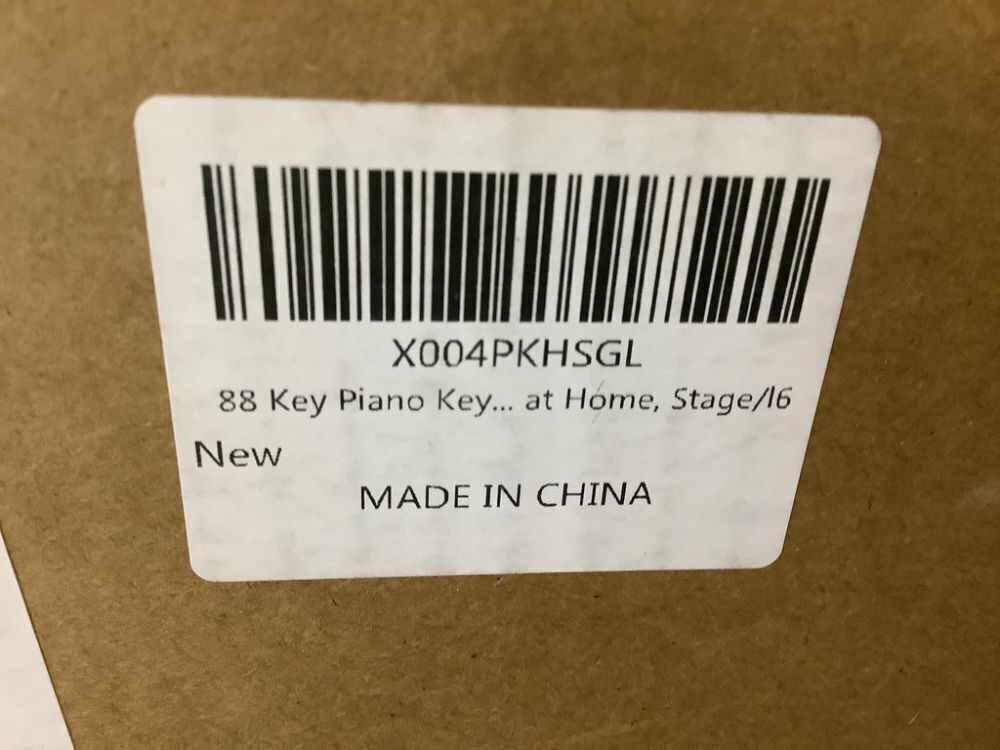 X004PKHSGL
88 Key Piano Key... at Home, Stage/l6
New
MADE IN CHINA